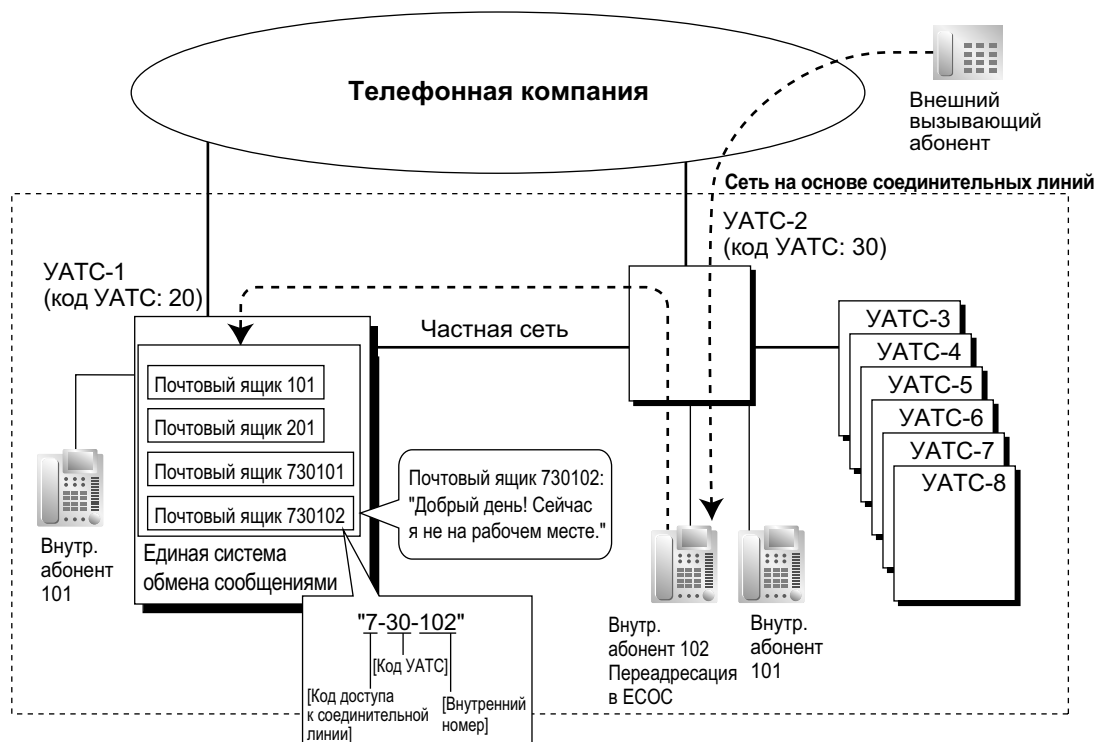 Телефонная компания
Внешний
вызывающий
абонент
Сеть на основе соединительных линий
УАТС-2
(код УАТС: 30)
УАТС-1
(код УАТС: 20)
Частная сеть
УАТС-3
УАТС-4
УАТС-5
УАТС-6
УАТС-7
УАТС-8
Почтовый ящик 101
Почтовый ящик 201
Почтовый ящик 730101
Почтовый ящик 730102
Единая система
обмена сообщениями
Почтовый ящик 730102:
"Добрый день! Сейчас
я не на рабочем месте."
Внутр.
абонент
101
"7-30-102"
[Код УАТС]
[Код доступа
к соединительной
линии]
[Внутренний
номер]
Внутр.
абонент 102
Переадресация
в ЕСОС
Внутр.
абонент
101